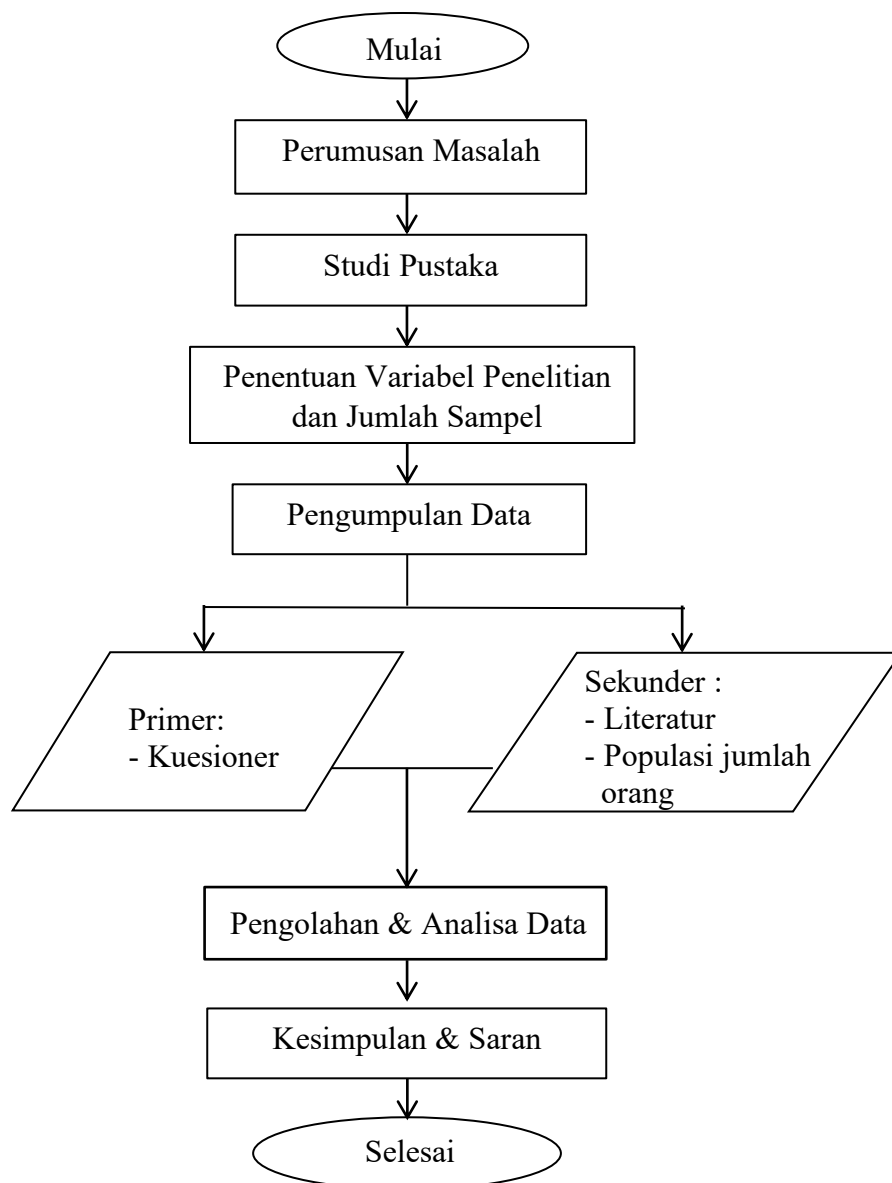 Mulai
Perumusan Masalah
Studi Pustaka
Penentuan Variabel Penelitian
dan Jumlah Sampel
Pengumpulan Data
Primer:
- Kuesioner
Sekunder :
- Literatur
- Populasi jumlah
orang
Pengolahan & Analisa Data
Kesimpulan & Saran
Selesai